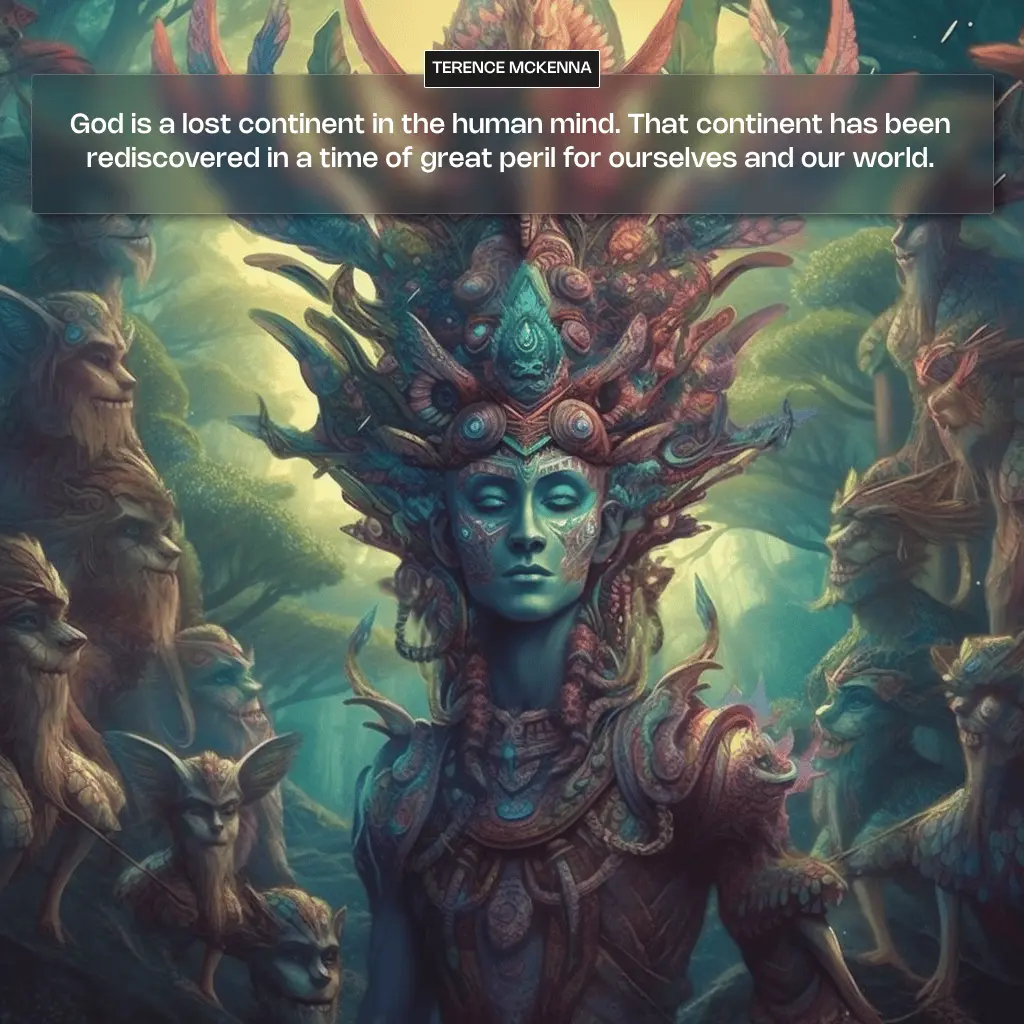 TERENCE MCKENNA
God is a lost continent in the human mind. That continent has been
rediscovered in a time of great peril for ourselves and our world.